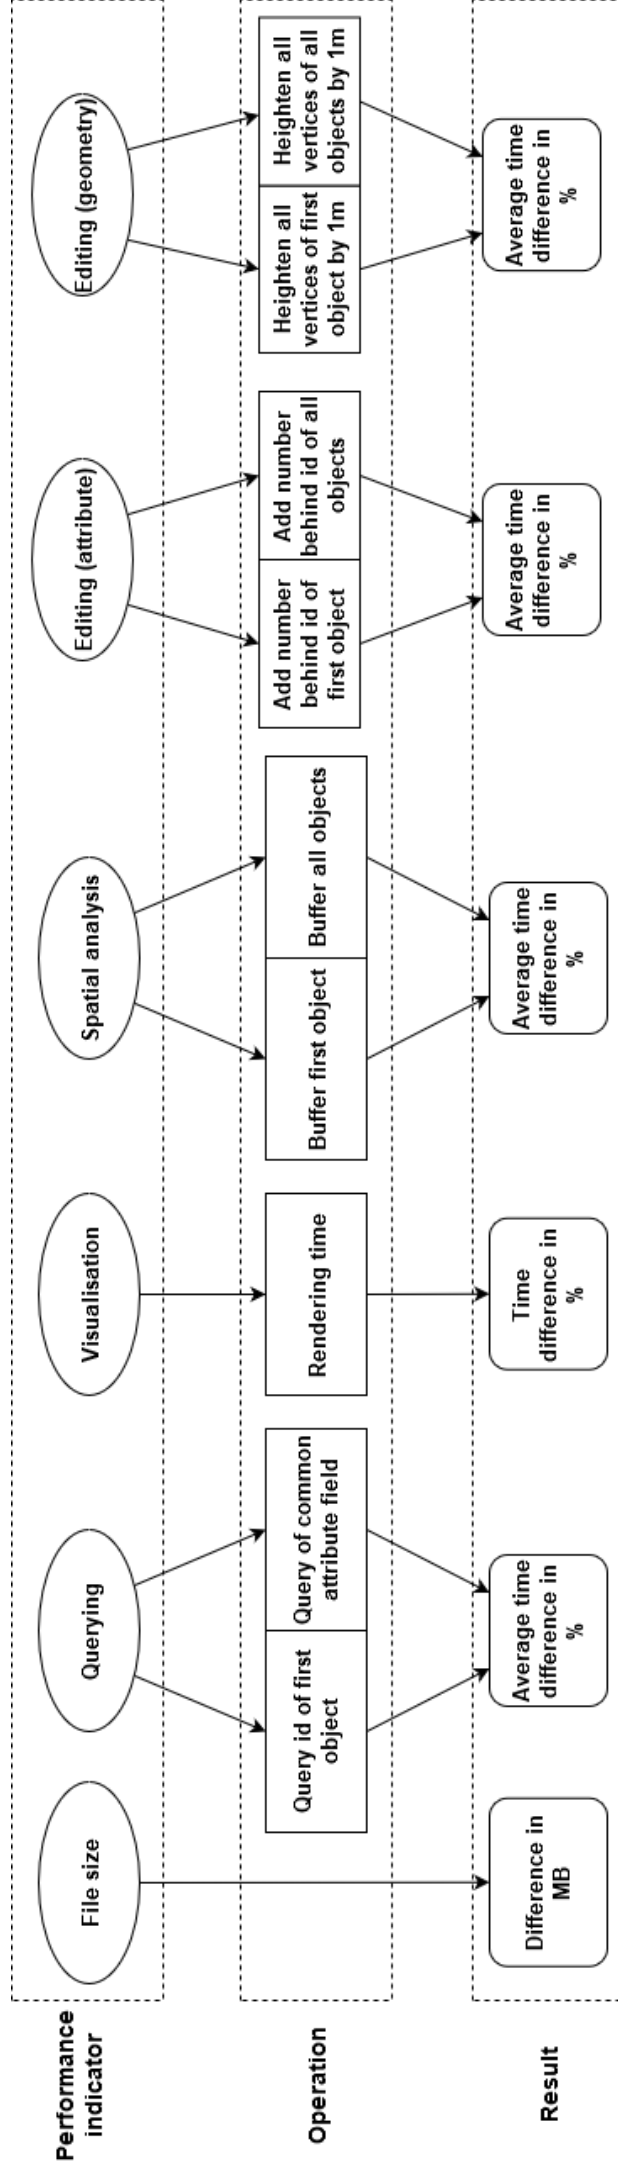 Performance
indicator
File size
Querying
Visualisation
Spatial analysis
Editing (attribute)
Editing (geometry)
Operation
Query id of first
object
Query of common
attribute field
Rendering time
Buffer first object
Buffer all objects
Add number
behind id of
first object
Add number
behind id of all
objects
Heighten all
vertices of first
object by 1m
Heighten all
vertices of all
objects by 1m
Result
Difference in
MB
Average time
difference in
%
Time
difference in
%
Average time
difference in
%
Average time
difference in
%
Average time
difference in
%